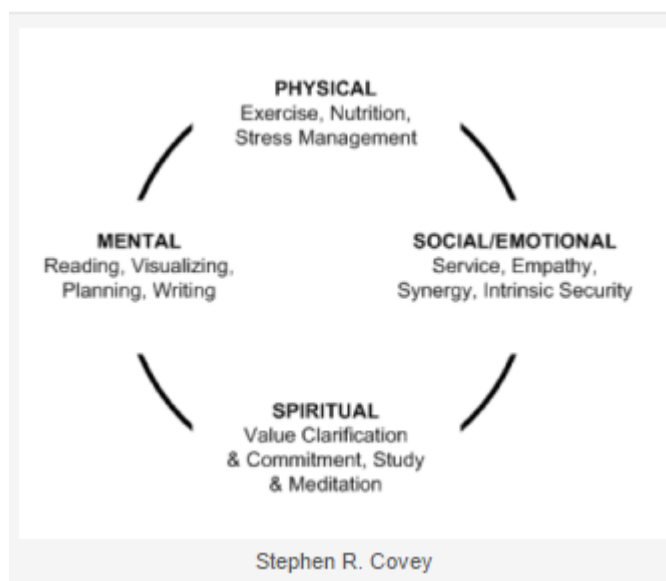 PHYSICAL
Exercise, Nutrition,
Stress Management
MENTAL
Reading, Visualizing,
Planning, Writing
SOCIAL/EMOTIONAL
Service, Empathy,
Synergy, Intrinsic Security
SPIRITUAL
Value Clarification
& Commitment, Study
& Meditation
Stephen R. Covey